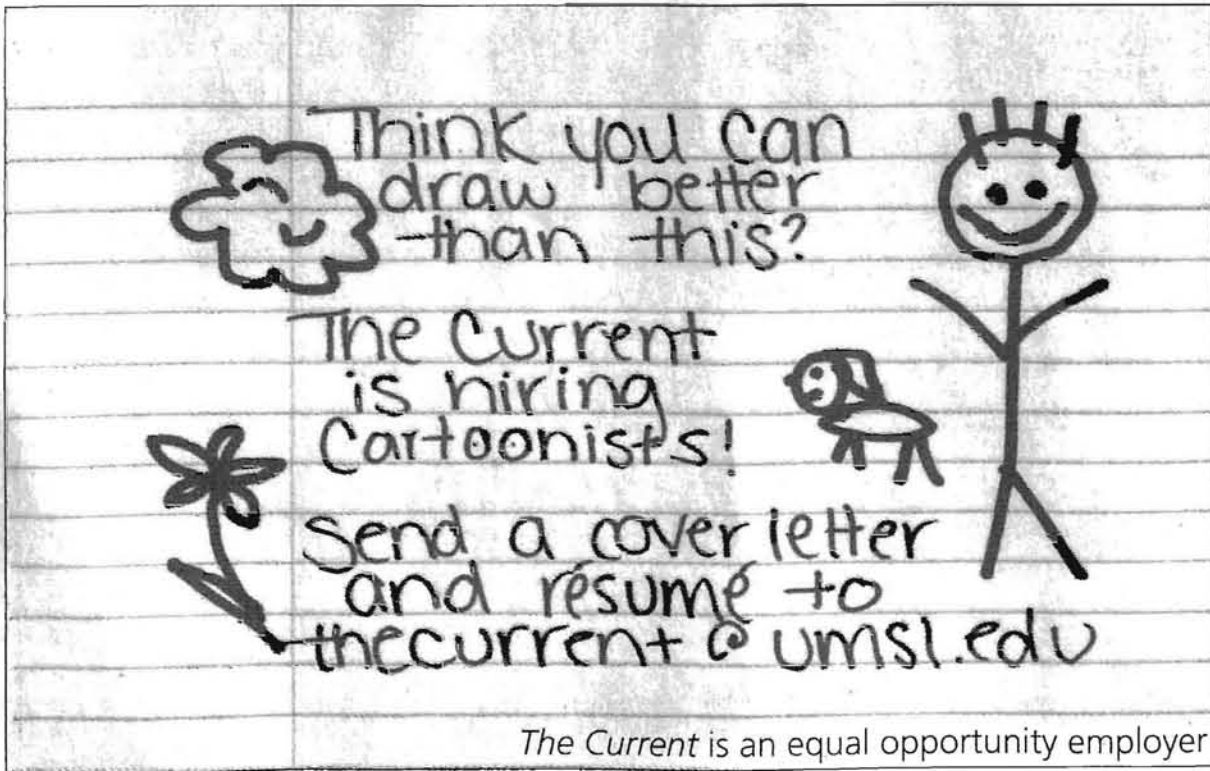 Think you can
draw better
than this?
The Current
is hiring
Cartoonists!
Send a cover letter
and résumé to
thecurrent@umsl.edu
The Current is an equal opportunity employer